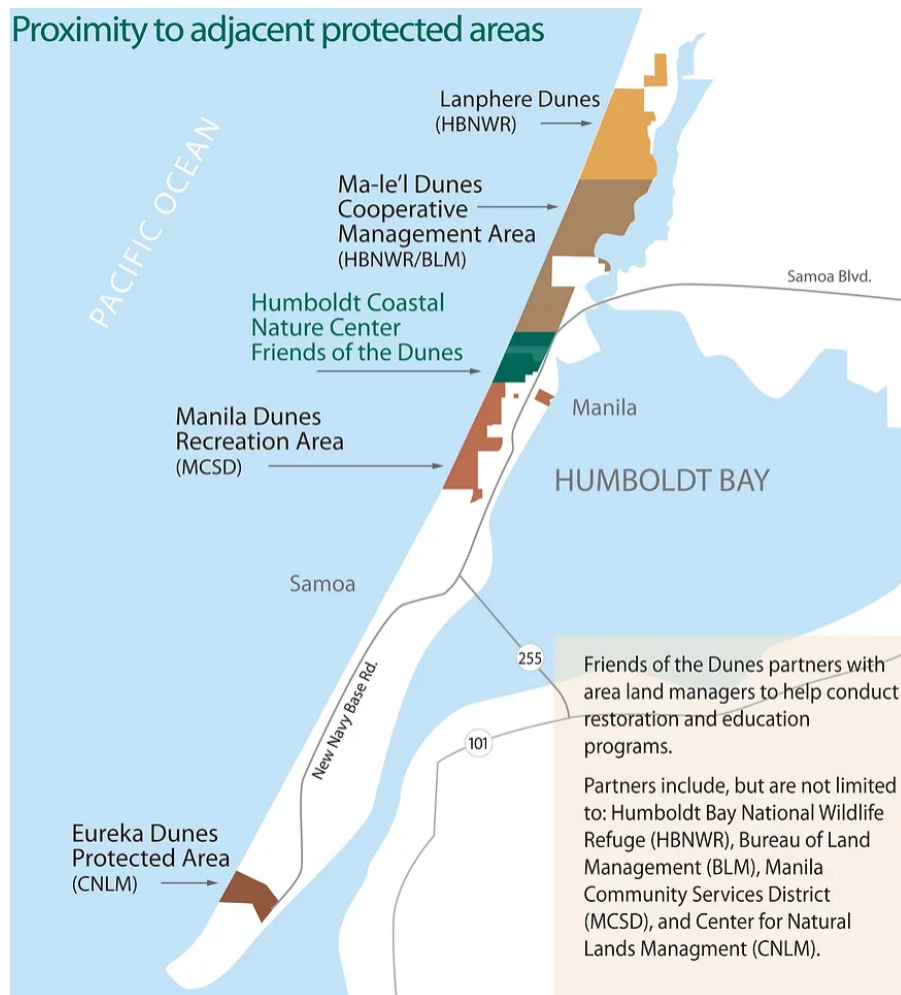 Proximity to adjacent protected areas
PACIFIC OCEAN
Lanphere Dunes
(HBNWR)
Ma-le'l Dunes
Cooperative
Management Area
(HBNWR/BLM)
Samoa Blvd.
Humboldt Coastal
Nature Center
Friends of the Dunes
Manila Dunes
Recreation Area
(MCSD)
Manila
HUMBOLDT BAY
Samoa
255
New Navy Base Rd.
101
Eureka Dunes
Protected Area
(CNLM)
Friends of the Dunes partners with
area land managers to help conduct
restoration and education
programs.
Partners include, but are not limited
to: Humboldt Bay National Wildlife
Refuge (HBNWR), Bureau of Land
Management (BLM), Manila
Community Services District
(MCSD), and Center for Natural
Lands Managment (CNLM).